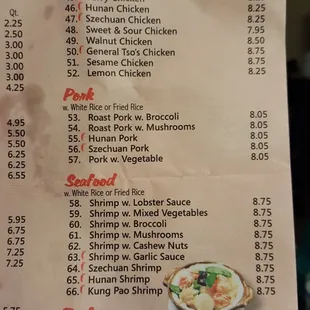 Qt.
2.25
2.50
3.00
3.00
3.00
3.00
4.25
4.95
5.50
5.50
6.25
6.25
6.55
5.95
6.75
6.75
7.25
7.25
Chicken
46. Hunan Chicken 8.25
47. Szechuan Chicken 8.25
48. Sweet & Sour Chicken 7.95
49. Walnut Chicken 8.50
50. General Tso's Chicken 8.25
51. Sesame Chicken 8.75
52. Lemon Chicken 8.25
Pork
w. White Rice or Fried Rice
53. Roast Pork w. Broccoli 8.05
54. Roast Pork w. Mushrooms 8.05
55. Hunan Pork 8.05
56. Szechuan Pork 8.05
57. Pork w. Vegetable 8.05
Seafood
w. White Rice or Fried Rice
58. Shrimp w. Lobster Sauce 8.75
59. Shrimp w. Mixed Vegetables 8.75
60. Shrimp w. Broccoli 8.75
61. Shrimp w. Mushrooms 8.75
62. Shrimp w. Cashew Nuts 8.75
63. Shrimp w. Garlic Sauce 8.75
64. Szechuan Shrimp 8.75
65. Hunan Shrimp 8.75
66. Kung Pao Shrimp 8.75